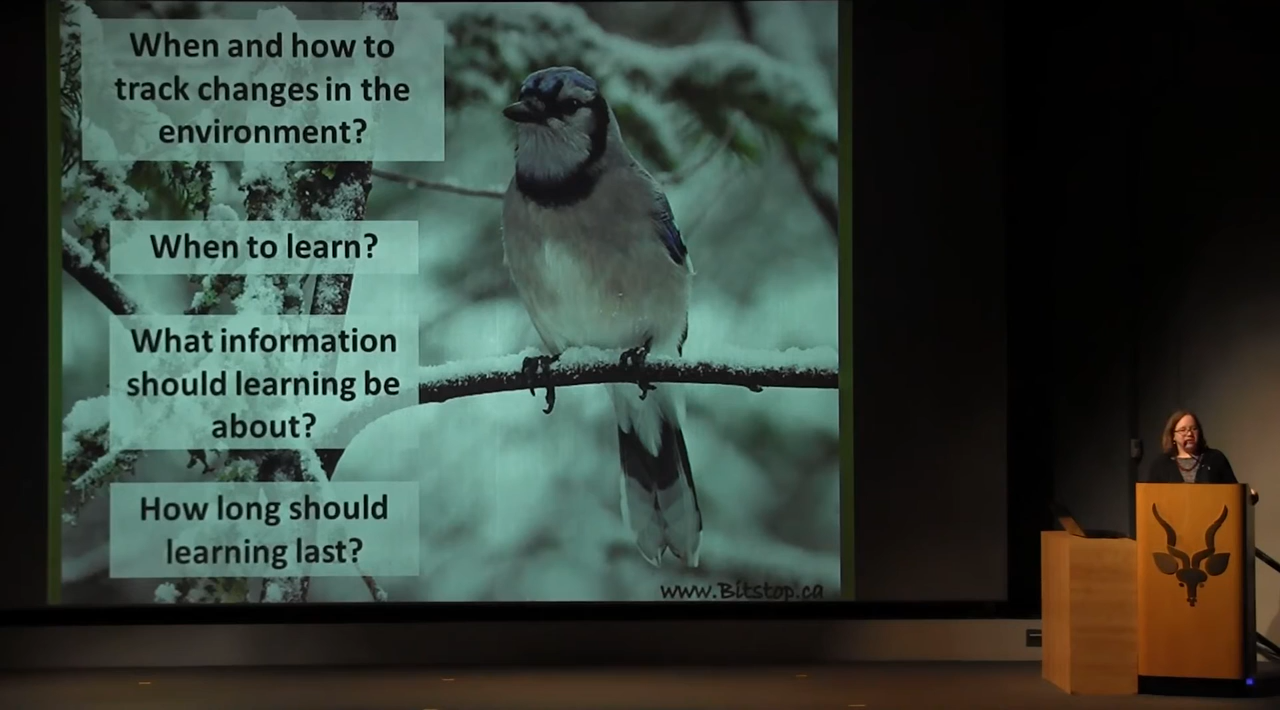 When and how to
track changes in the
environment?
When to learn?
What information
should learning be
about?
How long should
learning last?
www.Bitstop.ca